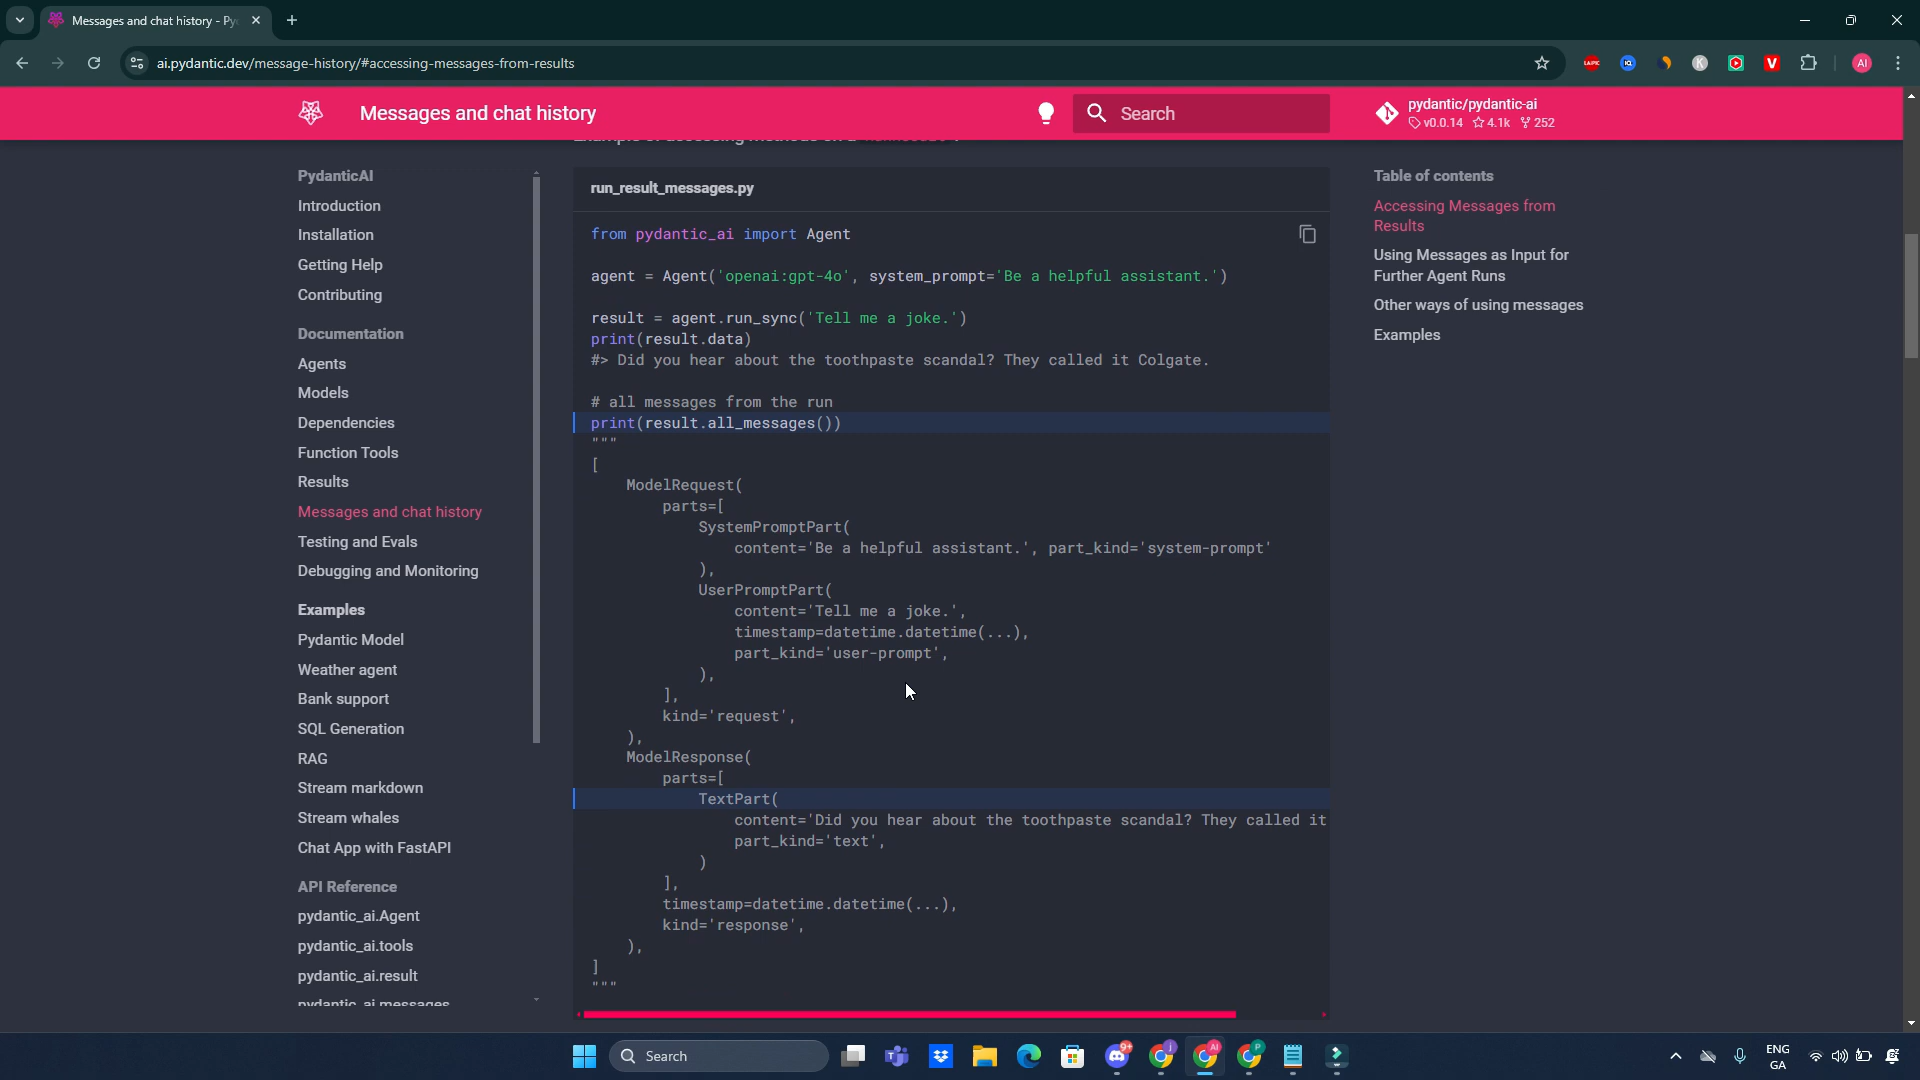 Messages and chat history - Py
ai.pydantic.dev/message-history/#accessing-messages-from-results
Messages and chat history
Search
pydantic/pydantic-ai
v0.0.14 4.1k 252
PydanticAI
Introduction
Installation
Getting Help
Contributing
Documentation
Agents
Models
Dependencies
Function Tools
Results
Messages and chat history
Testing and Evals
Debugging and Monitoring
Examples
Pydantic Model
Weather agent
Bank support
SQL Generation
RAG
Stream markdown
Stream whales
Chat App with FastAPI
API Reference
pydantic_ai.Agent
pydantic_ai.tools
pydantic_ai.result
pydantic_ai.messages
run_result_messages.py
from pydantic_ai import Agent
agent = Agent('openai:gpt-4o', system_prompt='Be a helpful assistant.')
result = agent.run_sync('Tell me a joke.')
print(result.data)
#> Did you hear about the toothpaste scandal? They called it Colgate.
# all messages from the run
print(result.all_messages())
"""
[
ModelRequest(
parts=[
SystemPromptPart(
content='Be a helpful assistant.', part_kind='system-prompt'
),
UserPromptPart(
content='Tell me a joke.',
timestamp=datetime.datetime(...),
part_kind='user-prompt',
),
],
kind='request',
),
ModelResponse(
parts=[
TextPart(
content='Did you hear about the toothpaste scandal? They called it
part_kind='text',
)
],
timestamp=datetime.datetime(...),
kind='response',
),
]
"""
Table of contents
Accessing Messages from
Results
Using Messages as Input for
Further Agent Runs
Other ways of using messages
Examples
Search
ENG
GA